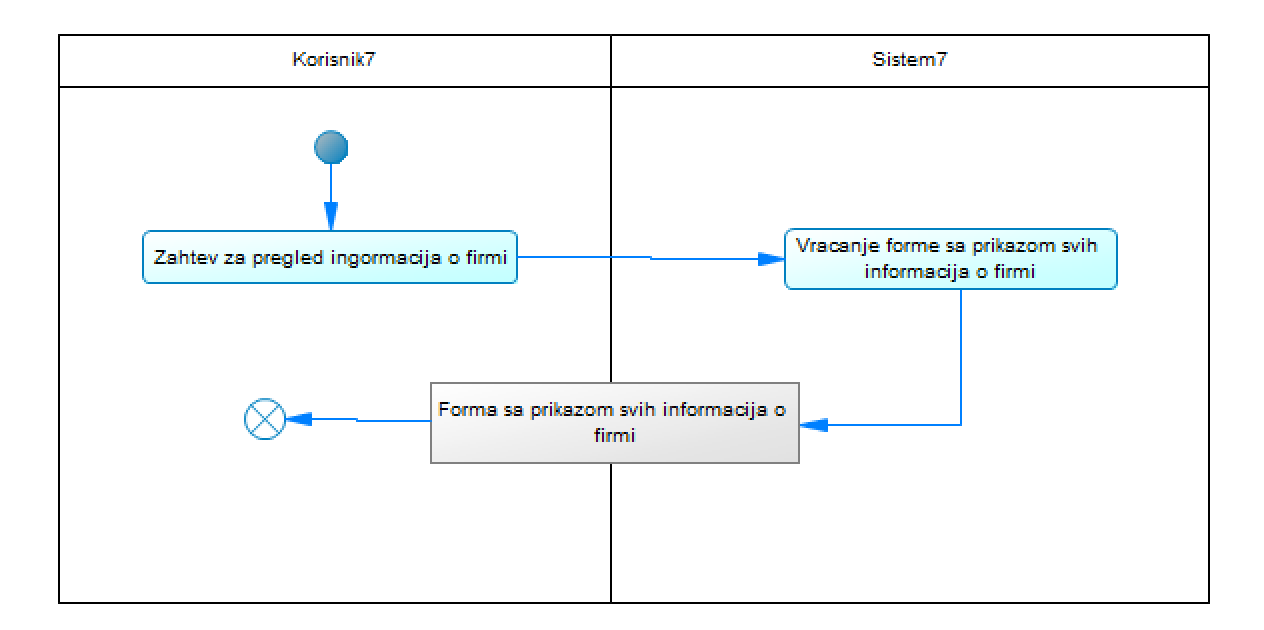 Korisnik7
Sistem7
Zahtev za pregled ingormacija o firmi
Vracanje forme sa prikazom svih
informacija o firmi
Forma sa prikazom svih informacija o
firmi